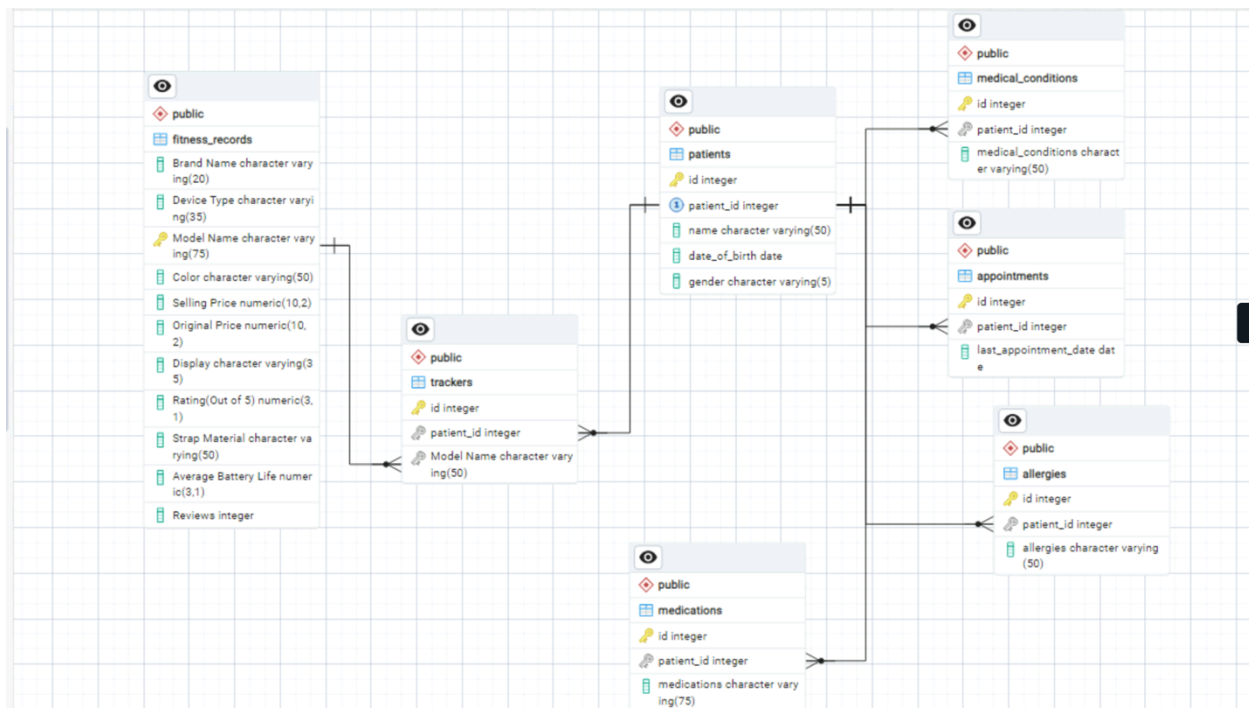 public
fitness_records
Brand Name character vary
ing(20)
Device Type character varyi
ng(35)
Model Name character vary
ing(75)
Color character varying(50)
Selling Price numeric(10,2)
Original Price numeric(10,
2)
Display character varying(3
5)
Rating(Out of 5) numeric(3,
1)
Strap Material character va
rying(50)
Average Battery Life numer
ic(3,1)
Reviews integer
public
trackers
id integer
patient_id integer
Model Name character vary
ing(50)
public
patients
id integer
1
patient_id integer
name character varying(50)
date_of_birth date
gender character varying(5)
public
medications
id integer
patient_id integer
medications character vary
ing(75)
public
medical_conditions
id integer
patient_id integer
medical_conditions charact
er varying(50)
public
appointments
id integer
patient_id integer
last_appointment_date dat
e
public
allergies
id integer
patient_id integer
allergies character varying
(50)